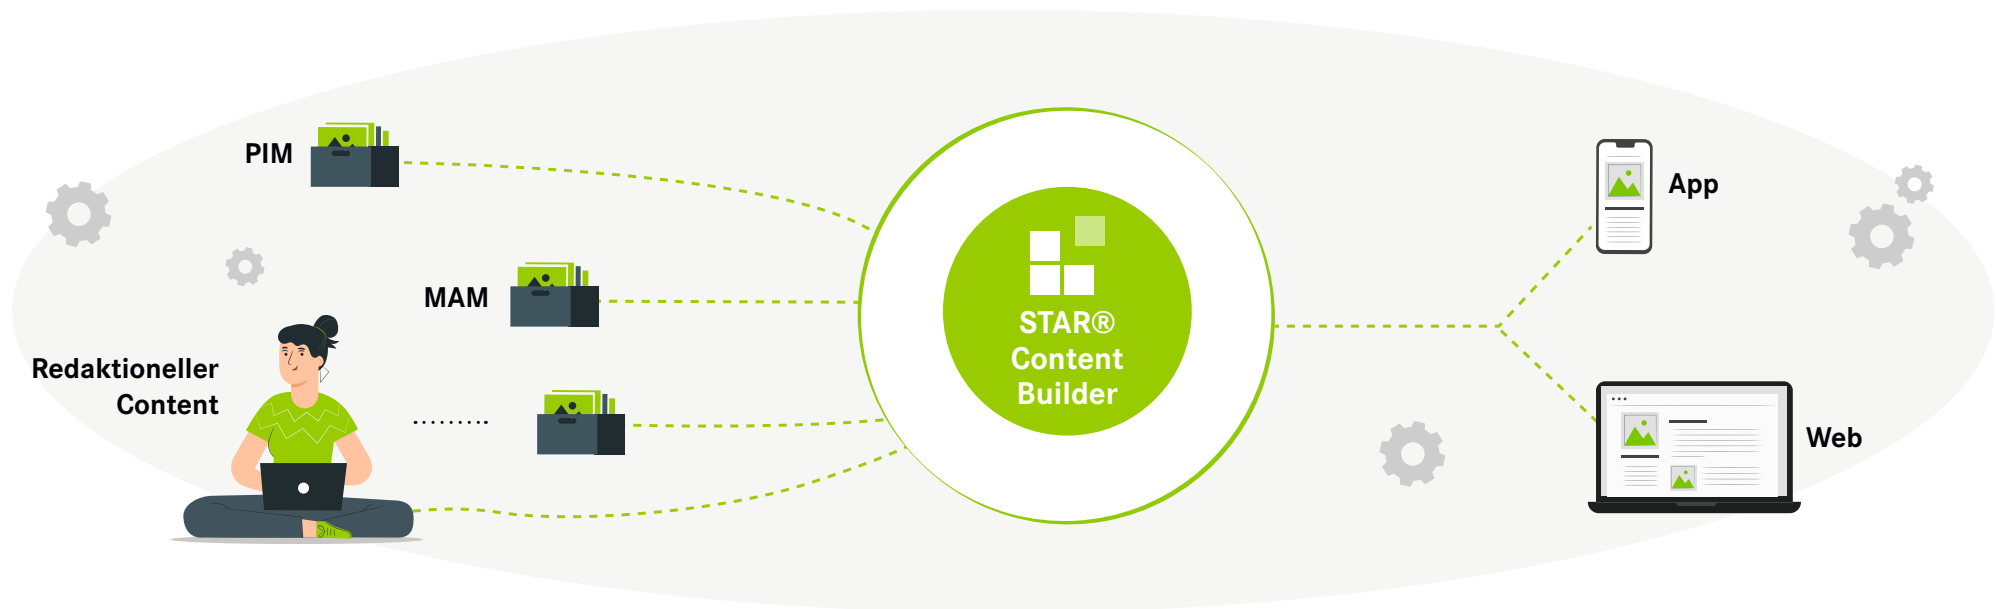 PIM
MAM
Redaktioneller
Content
.........
STAR®
Content
Builder
App
Web